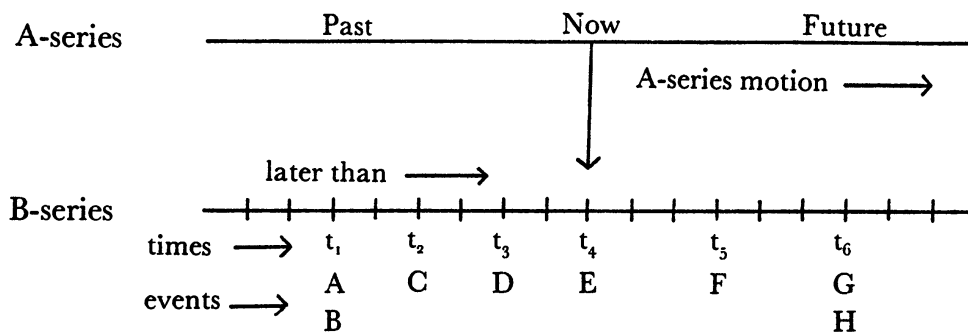 A-series Past Now Future
A-series motion
later than
B-series
times t₁ t₂ t₃ t₄ t₅ t₆
A C D E F G
events
B H